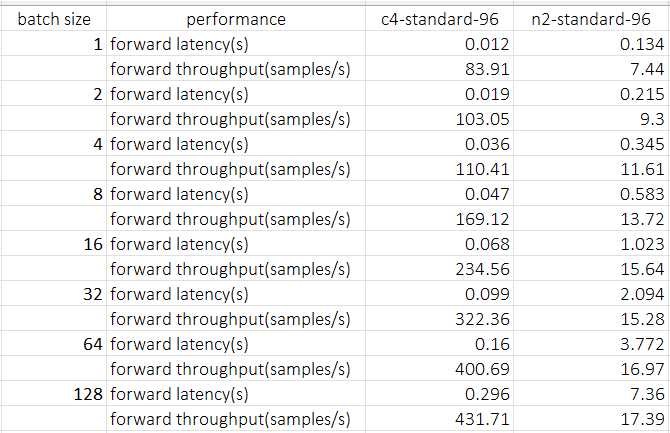 batch size performance c4-standard-96 n2-standard-96
1 forward latency(s) 0.012 0.134
forward throughput(samples/s) 83.91 7.44
2 forward latency(s) 0.019 0.215
forward throughput(samples/s) 103.05 9.3
4 forward latency(s) 0.036 0.345
forward throughput(samples/s) 110.41 11.61
8 forward latency(s) 0.047 0.583
forward throughput(samples/s) 169.12 13.72
16 forward latency(s) 0.068 1.023
forward throughput(samples/s) 234.56 15.64
32 forward latency(s) 0.099 2.094
forward throughput(samples/s) 322.36 15.28
64 forward latency(s) 0.16 3.772
forward throughput(samples/s) 400.69 16.97
128 forward latency(s) 0.296 7.36
forward throughput(samples/s) 431.71 17.39